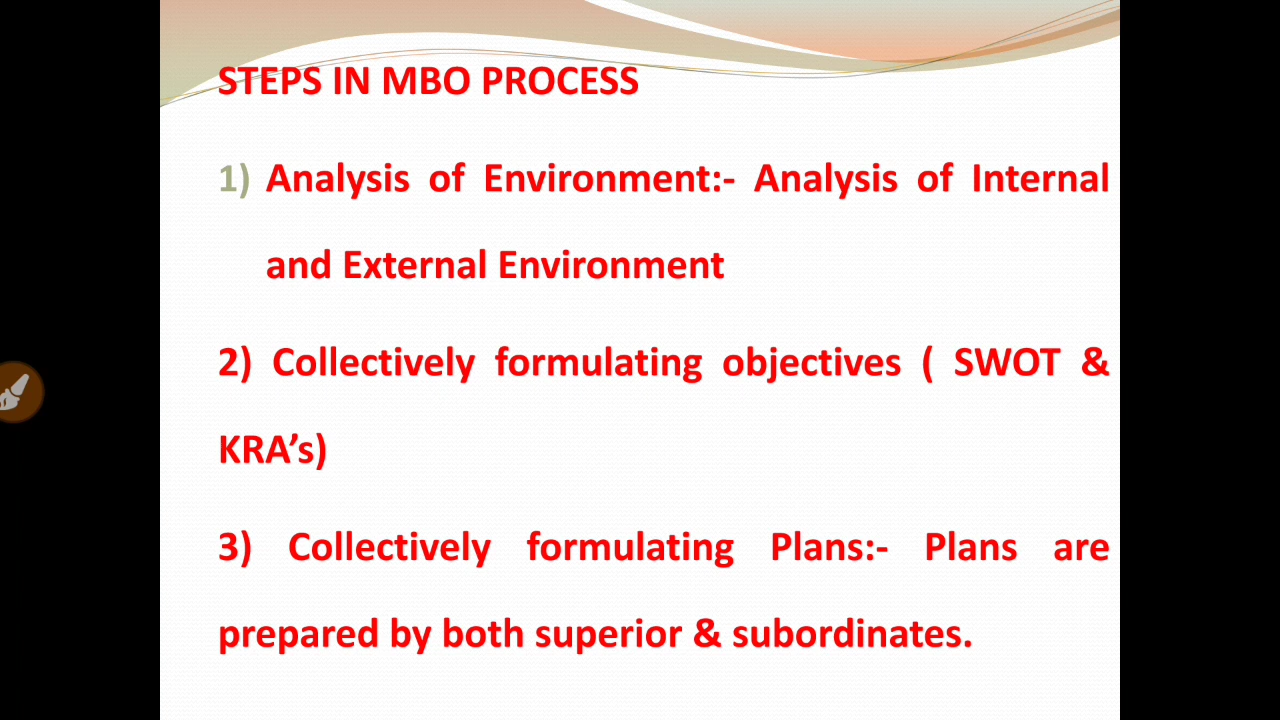 STEPS IN MBO PROCESS
1) Analysis of Environment:- Analysis of Internal
and External Environment
2) Collectively formulating objectives ( SWOT &
KRA’s)
3) Collectively formulating Plans:- Plans are
prepared by both superior & subordinates.